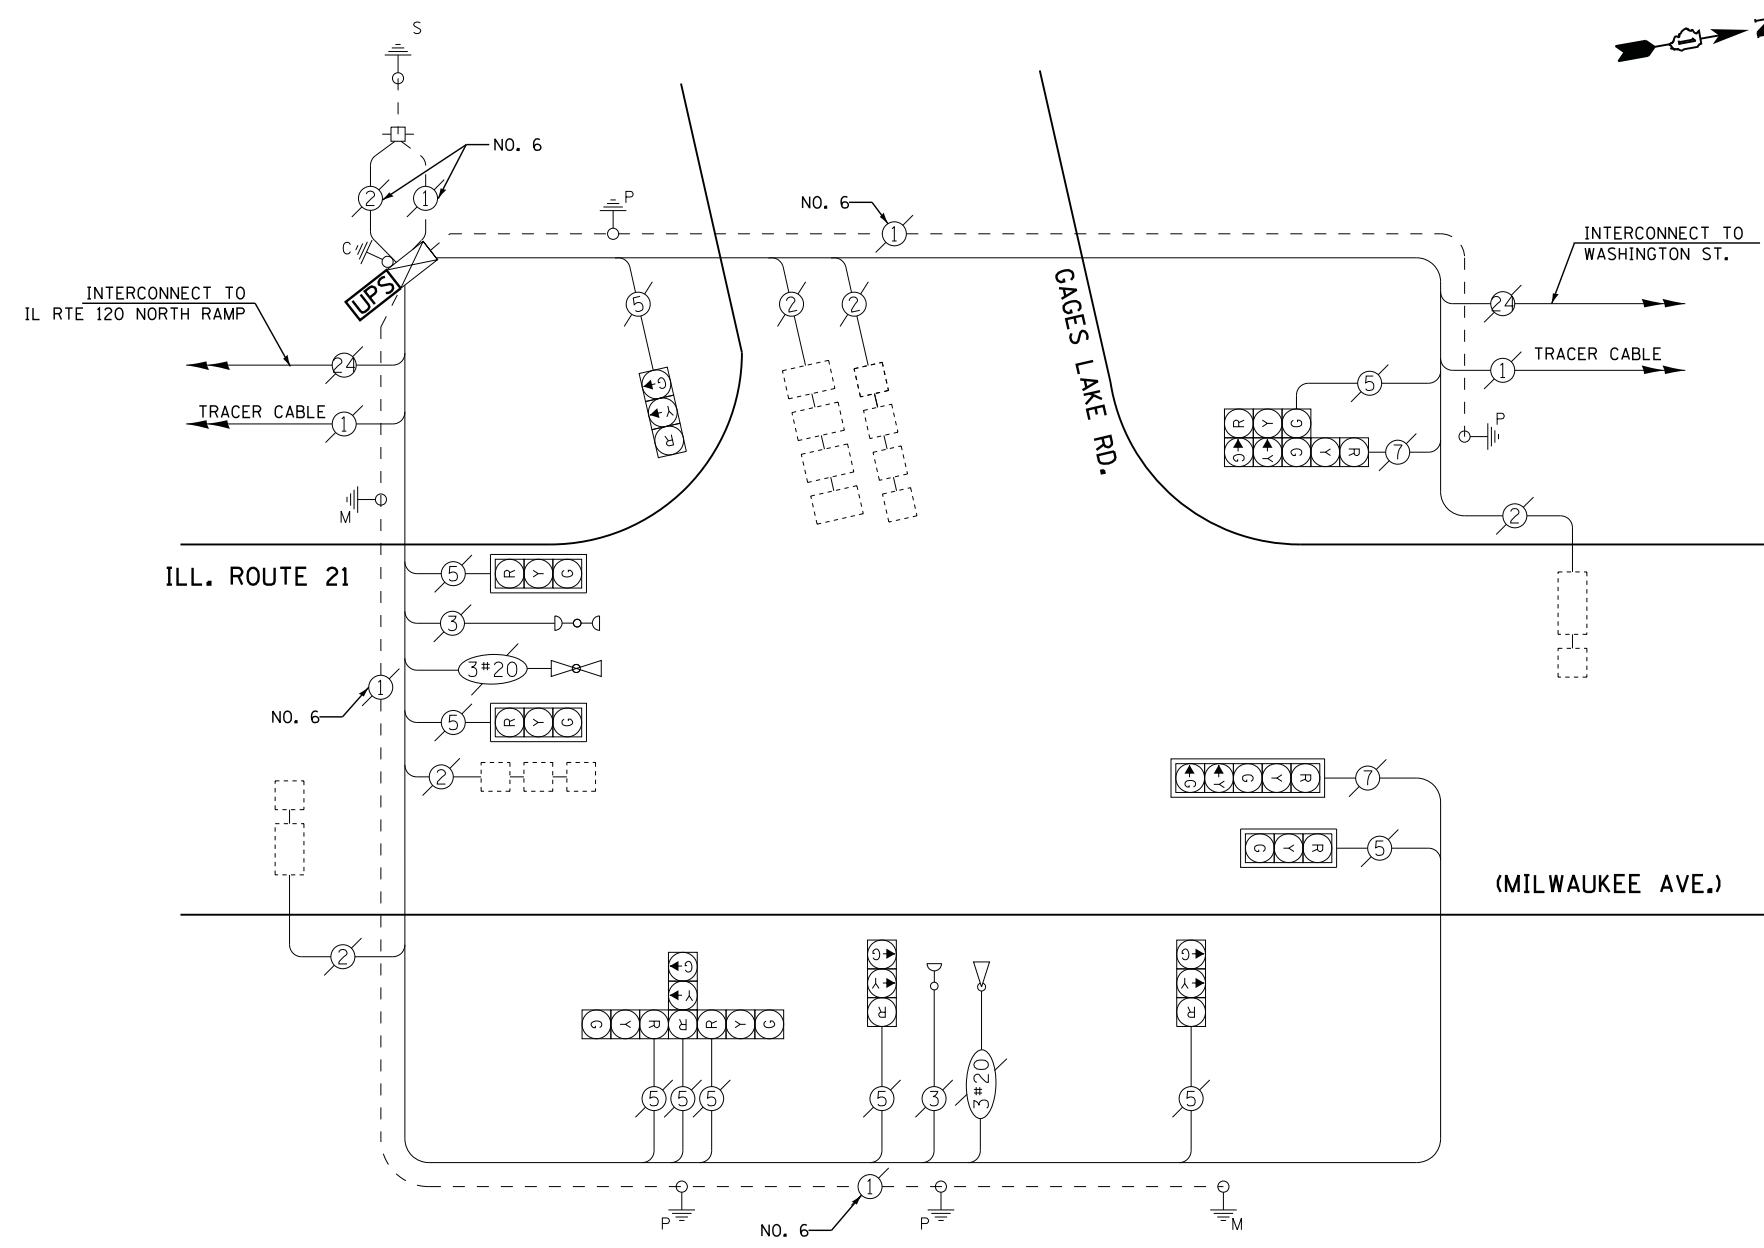 S
NO. 6
2
1
P
NO. 6
1
C
UPS
INTERCONNECT TO
IL RTE 120 NORTH RAMP
INTERCONNECT TO
WASHINGTON ST.
24
24
TRACER CABLE
1
TRACER CABLE
1
5
2
2
GAGES LAKE RD.
G
Y
R
5
R Y G
G Y G Y R
7
P
M
2
ILL. ROUTE 21
5
R Y G
3
3#20
NO. 6
1
5
R Y G
2
G Y G Y R
7
G Y R
5
(MILWAUKEE AVE.)
2
G
Y
G Y R R R Y G
G
Y
R
G
Y
R
5
5
5
5
3
3#20
5
P
NO. 6
1
P
M